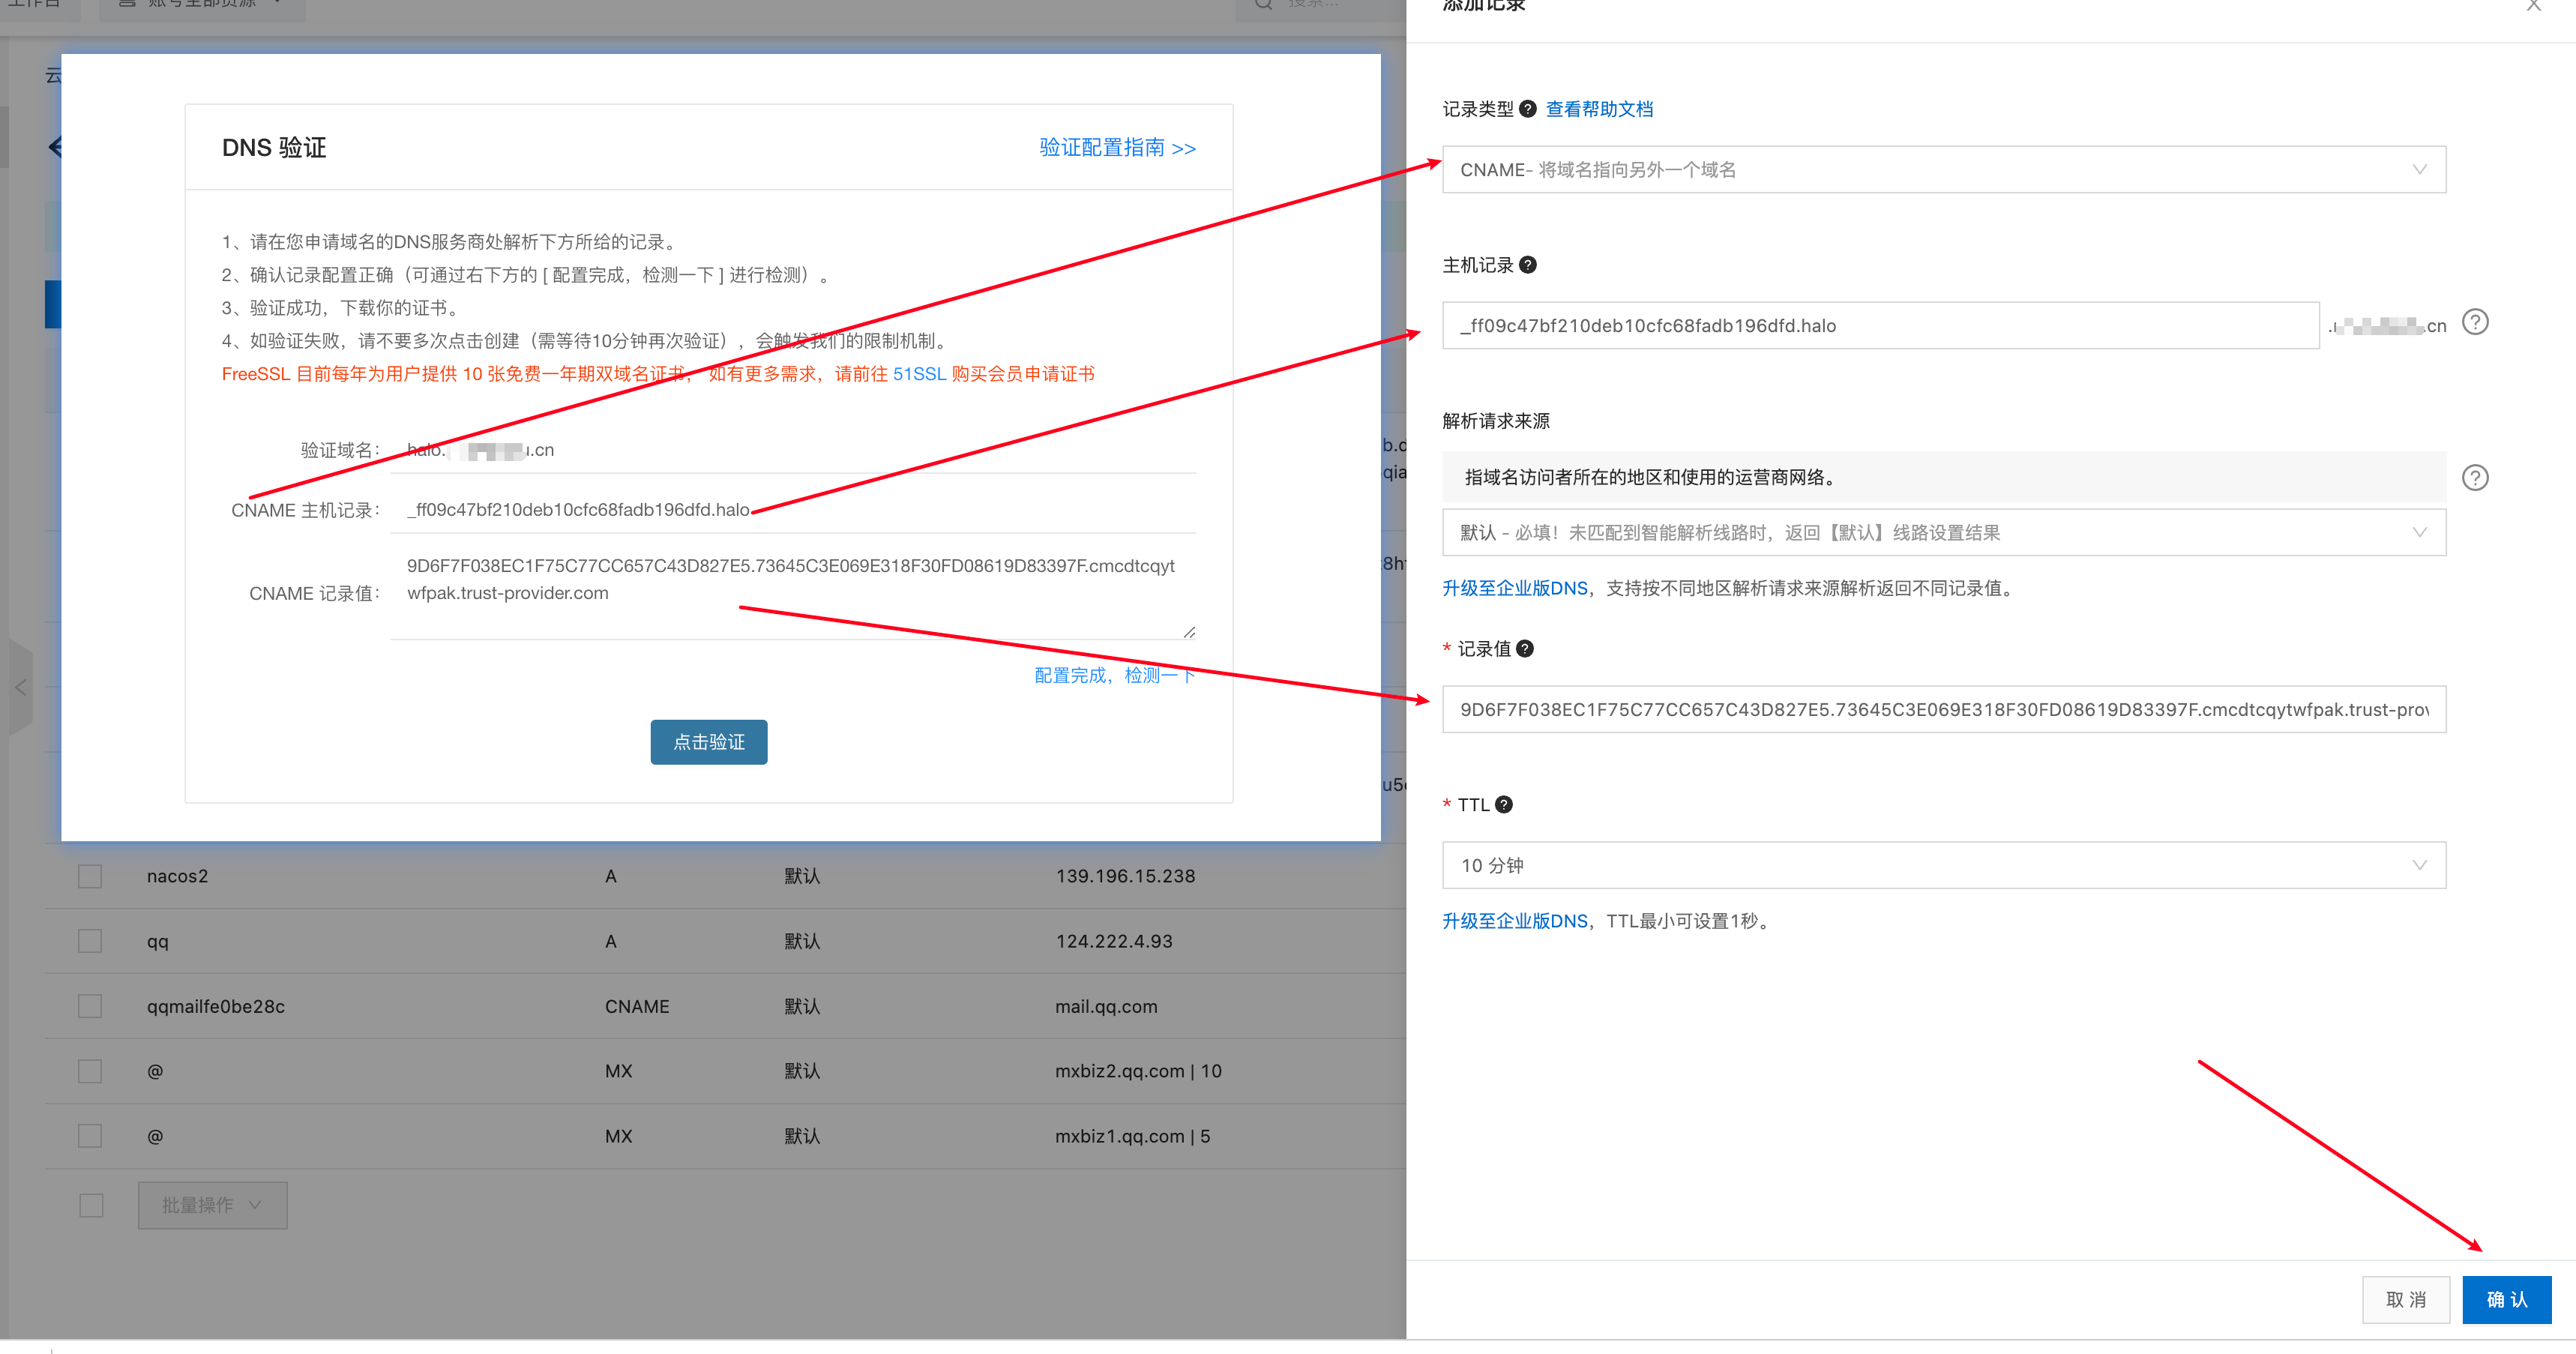 工作台
账号全部资源
搜索...
云
DNS 验证
验证配置指南 >>
1、请在您申请域名的DNS服务商处解析下方所给的记录。
2、确认记录配置正确（可通过右下方的 [ 配置完成，检测一下 ] 进行检测）。
3、验证成功，下载你的证书。
4、如验证失败，请不要多次点击创建（需等待10分钟再次验证），会触发我们的限制机制。
FreeSSL 目前每年为用户提供 10 张免费一年期双域名证书， 如有更多需求，请前往 51SSL 购买会员申请证书
验证域名：
halo.
.cn
CNAME 主机记录：
_ff09c47bf210deb10cfc68fadb196dfd.halo
CNAME 记录值：
9D6F7F038EC1F75C77CC657C43D827E5.73645C3E069E318F30FD08619D83397F.cmcdtcqyt
wfpak.trust-provider.com
配置完成，检测一下
点击验证
nacos2 A 默认 139.196.15.238
qq A 默认 124.222.4.93
qqmailfe0be28c CNAME 默认 mail.qq.com
@ MX 默认 mxbiz2.qq.com | 10
@ MX 默认 mxbiz1.qq.com | 5
批量操作
添加记录
记录类型 查看帮助文档
CNAME- 将域名指向另外一个域名
主机记录
_ff09c47bf210deb10cfc68fadb196dfd.halo
.cn
解析请求来源
指域名访问者所在的地区和使用的运营商网络。
默认 - 必填！未匹配到智能解析线路时，返回【默认】线路设置结果
升级至企业版DNS，支持按不同地区解析请求来源解析返回不同记录值。
* 记录值
9D6F7F038EC1F75C77CC657C43D827E5.73645C3E069E318F30FD08619D83397F.cmcdtcqytwfpak.trust-prov
* TTL
10 分钟
升级至企业版DNS，TTL最小可设置1秒。
取 消
确 认